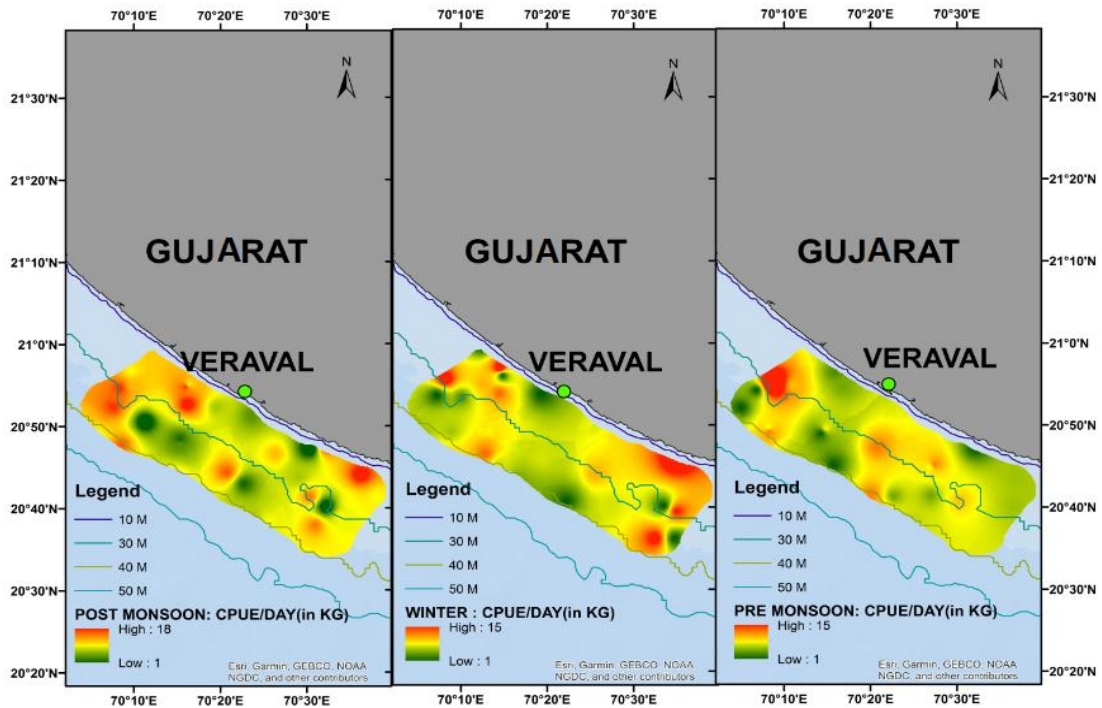 70°10'E 70°20'E 70°30'E 70°10'E 70°20'E 70°30'E 70°10'E 70°20'E 70°30'E
N N N
21°30'N 21°30'N
21°20'N 21°20'N
GUJARAT GUJARAT GUJARAT
21°10'N 21°10'N
21°0'N 21°0'N
VERAVAL VERAVAL VERAVAL
20°50'N 20°50'N
Legend Legend Legend
20°40'N 20°40'N
10 M 10 M 10 M
30 M 30 M 30 M
40 M 40 M 40 M
20°30'N 20°30'N
50 M 50 M 50 M
POST MONSOON: CPUE/DAY(in KG) WINTER : CPUE/DAY(in KG) PRE MONSOON: CPUE/DAY(in KG)
High : 18 High : 15 High : 15
Low : 1 Low : 1 Low : 1
Esri, Garmin, GEBCO, NOAA Esri, Garmin, GEBCO, NOAA Esri, Garmin, GEBCO, NOAA
NGDC, and other contributors NGDC, and other contributors NGDC, and other contributors
20°20'N 20°20'N
70°10'E 70°20'E 70°30'E 70°10'E 70°20'E 70°30'E 70°10'E 70°20'E 70°30'E